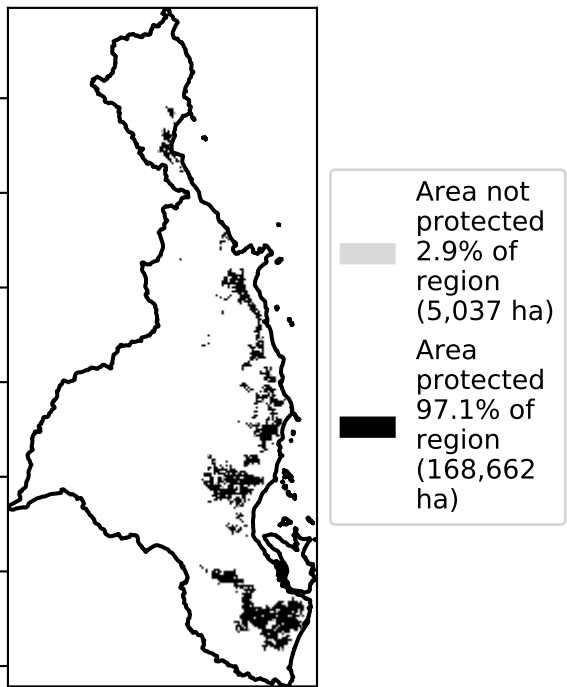 Area not
protected
2.9% of
region
(5,037 ha)
Area
protected
97.1% of
region
(168,662
ha)